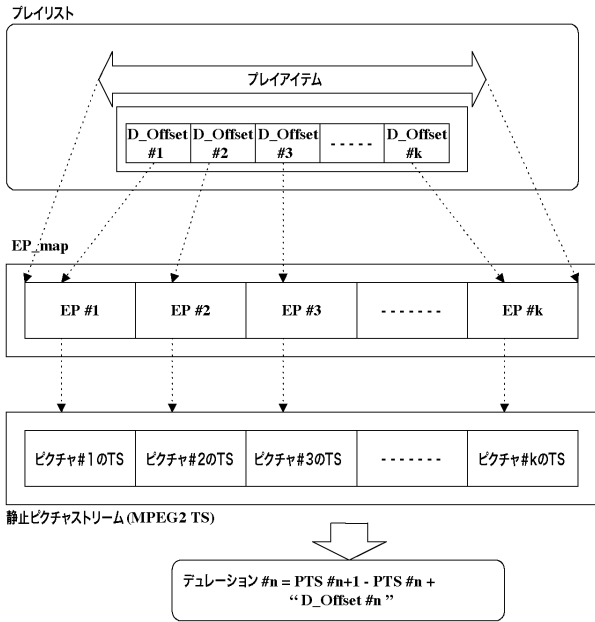 プレイリスト
プレイアイテム
D_Offset #1
D_Offset #2
D_Offset #3
- - - - -
D_Offset #k
EP_map
EP #1
EP #2
EP #3
- - - - - - -
EP #k
ピクチャ#1のTS
ピクチャ#2のTS
ピクチャ#3のTS
- - - - - - -
ピクチャ#kのTS
静止ピクチャストリーム (MPEG2 TS)
デュレーション #n = PTS #n+1 - PTS #n +
“ D_Offset #n ”